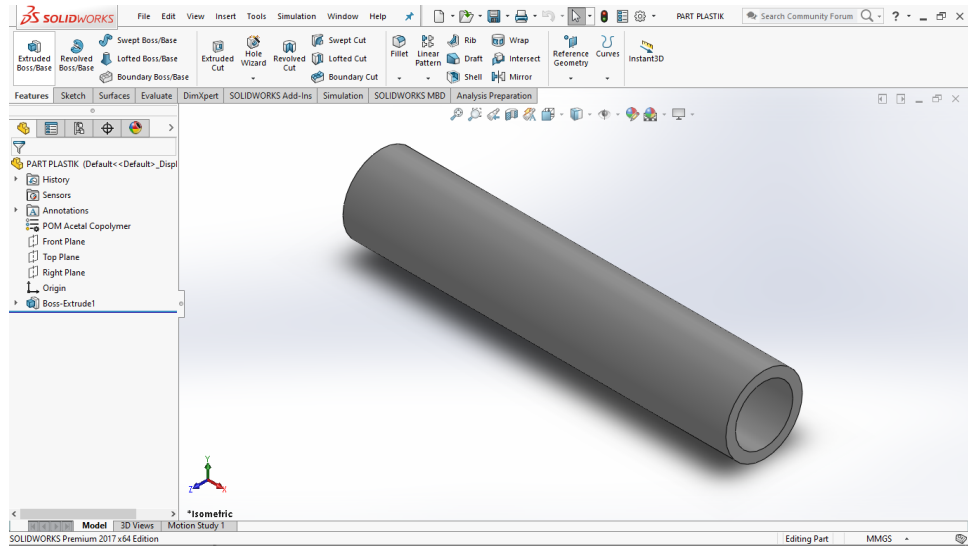 SOLIDWORKS File Edit View Insert Tools Simulation Window Help PART PLASTIK Search Community Forum
Extruded Boss/Base
Revolved Boss/Base
Swept Boss/Base
Lofted Boss/Base
Boundary Boss/Base
Extruded Cut
Hole Wizard
Revolved Cut
Swept Cut
Lofted Cut
Boundary Cut
Fillet
Linear Pattern
Rib
Draft
Shell
Wrap
Intersect
Mirror
Reference Geometry
Curves
Instant3D
Features Sketch Surfaces Evaluate DimXpert SOLIDWORKS Add-Ins Simulation SOLIDWORKS MBD Analysis Preparation
PART PLASTIK (Default<<Default>_Displ
History
Sensors
Annotations
POM Acetal Copolymer
Front Plane
Top Plane
Right Plane
Origin
Boss-Extrude1
Y
Z X
*Isometric
Model 3D Views Motion Study 1
SOLIDWORKS Premium 2017 x64 Edition Editing Part MMGS